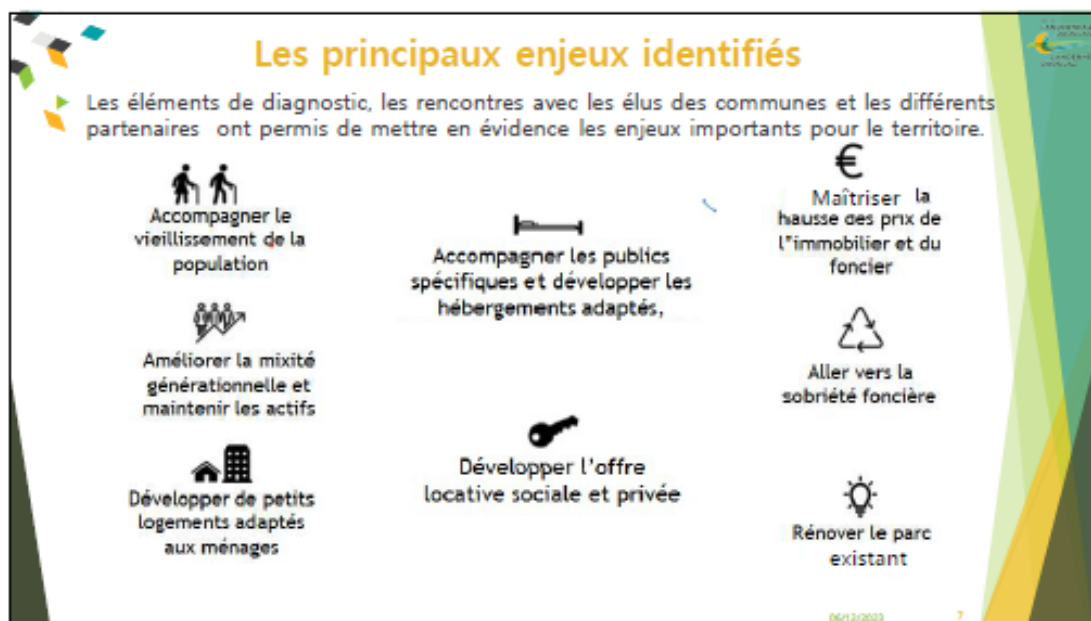 Les principaux enjeux identifiés
Les éléments de diagnostic, les rencontres avec les élus des communes et les différents
partenaires ont permis de mettre en évidence les enjeux importants pour le territoire.
Accompagner le
vieillissement de la
population
Améliorer la mixité
générationnelle et
maintenir les actifs
Développer de petits
logements adaptés
aux ménages
Accompagner les publics
spécifiques et développer les
hébergements adaptés,
Développer l'offre
locative sociale et privée
€
Maîtriser la
hausse des prix de
l"immobilier et du
foncier
Aller vers la
sobriété foncière
Rénover le parc
existant
06/12/2023
7